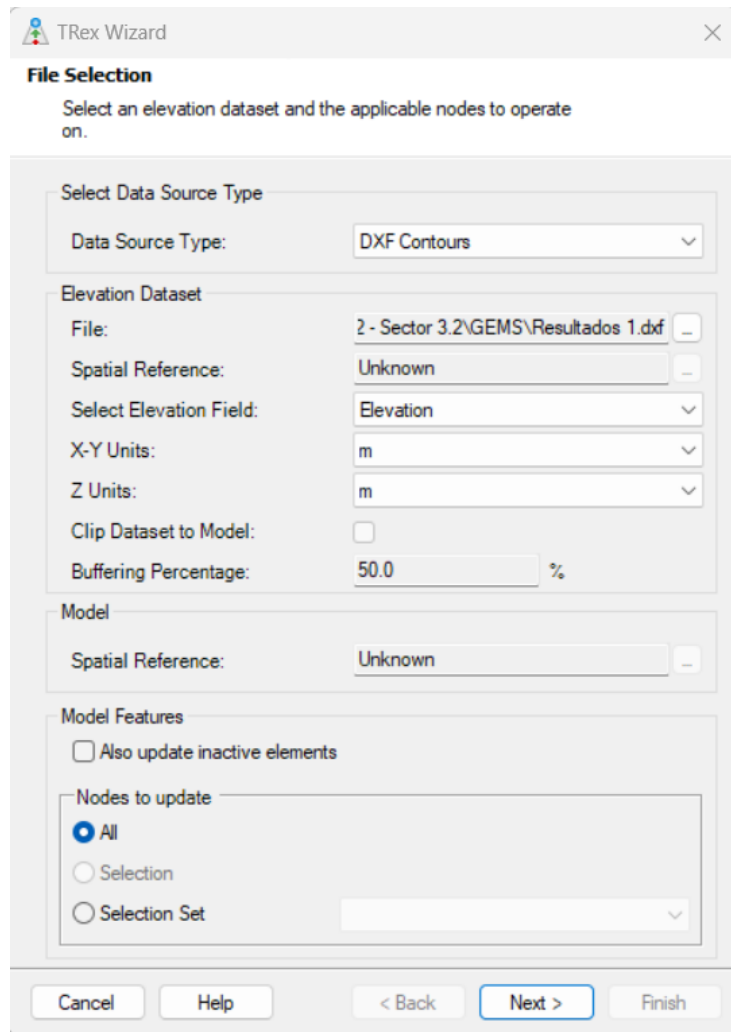 TRex Wizard
File Selection
Select an elevation dataset and the applicable nodes to operate
on.
Select Data Source Type
Data Source Type: DXF Contours
Elevation Dataset
File: 2 - Sector 3.2\GEMS\Resultados 1.dxf ...
Spatial Reference: Unknown ...
Select Elevation Field: Elevation
X-Y Units: m
Z Units: m
Clip Dataset to Model:
Buffering Percentage: 50.0 %
Model
Spatial Reference: Unknown ...
Model Features
Also update inactive elements
Nodes to update
All
Selection
Selection Set
Cancel Help < Back Next > Finish